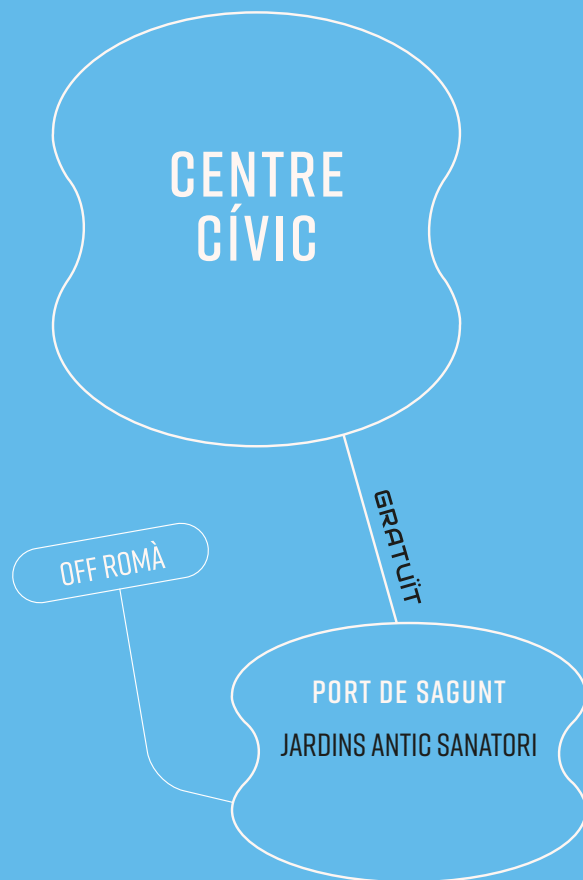 CENTRE
CÍVIC
GRATUÏT
OFF ROMÀ
PORT DE SAGUNT
JARDINS ANTIC SANATORI